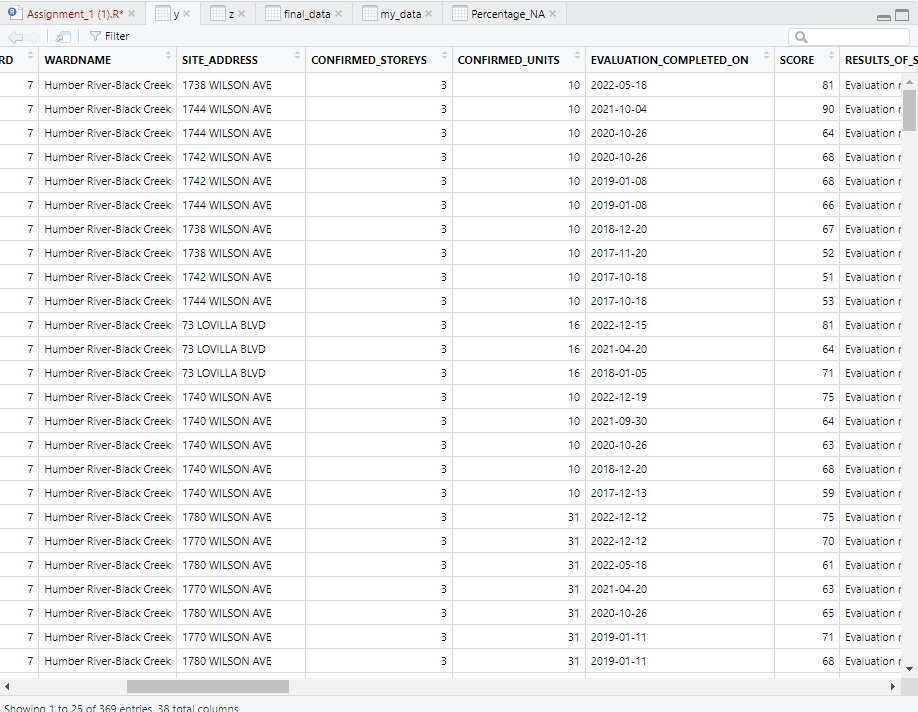 Assignment_1 (1).R* × y × z × final_data × my_data × Percentage_NA ×
Filter
RD WARDNAME SITE_ADDRESS CONFIRMED_STOREYS CONFIRMED_UNITS EVALUATION_COMPLETED_ON SCORE RESULTS_OF_S
7 Humber River-Black Creek 1738 WILSON AVE 3 10 2022-05-18 81 Evaluation r
7 Humber River-Black Creek 1744 WILSON AVE 3 10 2021-10-04 90 Evaluation r
7 Humber River-Black Creek 1744 WILSON AVE 3 10 2020-10-26 64 Evaluation r
7 Humber River-Black Creek 1742 WILSON AVE 3 10 2020-10-26 68 Evaluation r
7 Humber River-Black Creek 1742 WILSON AVE 3 10 2019-01-08 68 Evaluation r
7 Humber River-Black Creek 1744 WILSON AVE 3 10 2019-01-08 66 Evaluation r
7 Humber River-Black Creek 1738 WILSON AVE 3 10 2018-12-20 67 Evaluation r
7 Humber River-Black Creek 1738 WILSON AVE 3 10 2017-11-20 52 Evaluation r
7 Humber River-Black Creek 1742 WILSON AVE 3 10 2017-10-18 51 Evaluation r
7 Humber River-Black Creek 1744 WILSON AVE 3 10 2017-10-18 53 Evaluation r
7 Humber River-Black Creek 73 LOVILLA BLVD 3 16 2022-12-15 81 Evaluation r
7 Humber River-Black Creek 73 LOVILLA BLVD 3 16 2021-04-20 64 Evaluation r
7 Humber River-Black Creek 73 LOVILLA BLVD 3 16 2018-01-05 71 Evaluation r
7 Humber River-Black Creek 1740 WILSON AVE 3 10 2022-12-19 75 Evaluation r
7 Humber River-Black Creek 1740 WILSON AVE 3 10 2021-09-30 64 Evaluation r
7 Humber River-Black Creek 1740 WILSON AVE 3 10 2020-10-26 63 Evaluation r
7 Humber River-Black Creek 1740 WILSON AVE 3 10 2018-12-20 68 Evaluation r
7 Humber River-Black Creek 1740 WILSON AVE 3 10 2017-12-13 59 Evaluation r
7 Humber River-Black Creek 1780 WILSON AVE 3 31 2022-12-12 75 Evaluation r
7 Humber River-Black Creek 1770 WILSON AVE 3 31 2022-12-12 70 Evaluation r
7 Humber River-Black Creek 1780 WILSON AVE 3 31 2022-05-18 61 Evaluation r
7 Humber River-Black Creek 1770 WILSON AVE 3 31 2021-04-20 63 Evaluation r
7 Humber River-Black Creek 1780 WILSON AVE 3 31 2020-10-26 65 Evaluation r
7 Humber River-Black Creek 1770 WILSON AVE 3 31 2019-01-11 71 Evaluation r
7 Humber River-Black Creek 1780 WILSON AVE 3 31 2019-01-11 68 Evaluation r
Showing 1 to 25 of 369 entries, 38 total columns